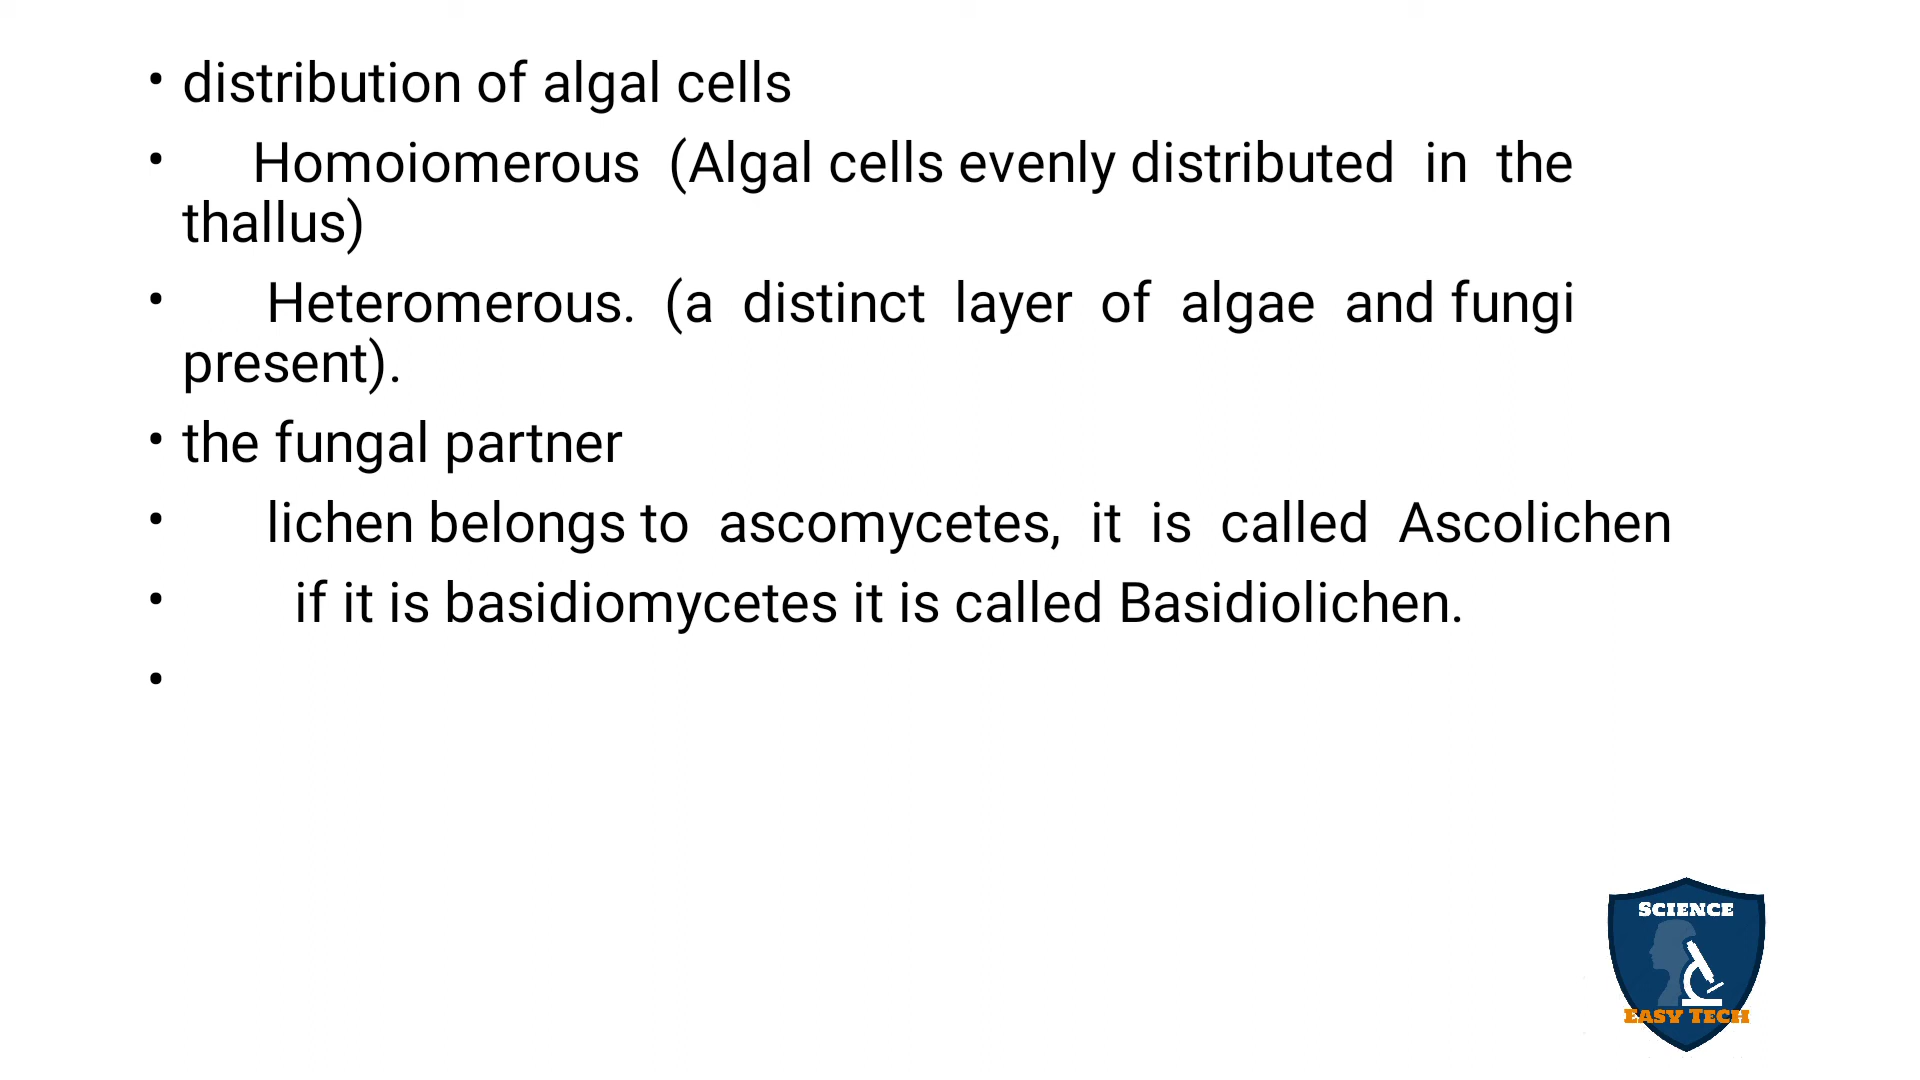 • distribution of algal cells
• Homoiomerous (Algal cells evenly distributed in the
thallus)
• Heteromerous. (a distinct layer of algae and fungi
present).
• the fungal partner
• lichen belongs to ascomycetes, it is called Ascolichen
• if it is basidiomycetes it is called Basidiolichen.
•
SCIENCE
EASY TECH